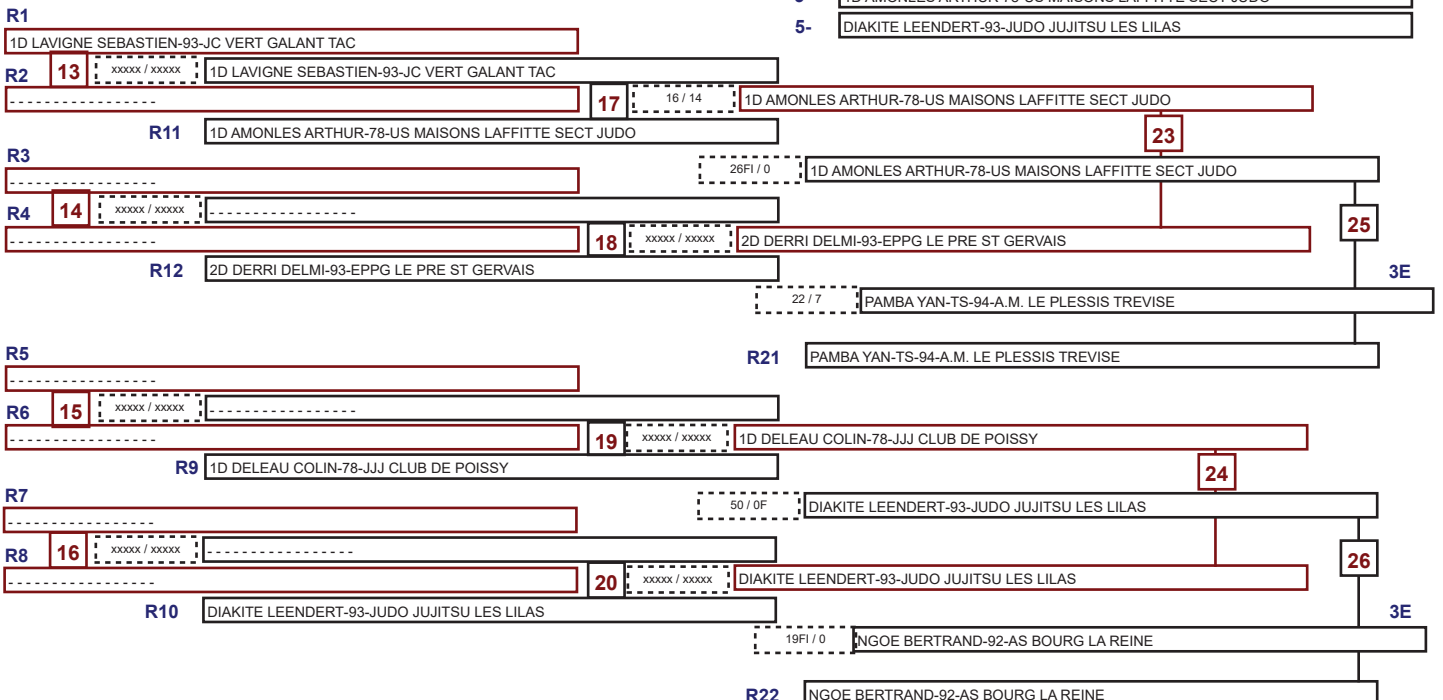 5- DIAKITE LEENDERT-93-JUDO JUJITSU LES LILAS
R1
1D LAVIGNE SEBASTIEN-93-JC VERT GALANT TAC
R2 13 xxxxx / xxxxx 1D LAVIGNE SEBASTIEN-93-JC VERT GALANT TAC
- - - - - - - - - - - - - - - - - 17 16 / 14 1D AMONLES ARTHUR-78-US MAISONS LAFFITTE SECT JUDO
R11 1D AMONLES ARTHUR-78-US MAISONS LAFFITTE SECT JUDO
23
R3
26FI / 0 1D AMONLES ARTHUR-78-US MAISONS LAFFITTE SECT JUDO
- - - - - - - - - - - - - - - - -
R4 14 xxxxx / xxxxx - - - - - - - - - - - - - - - - -
25
- - - - - - - - - - - - - - - - - 18 xxxxx / xxxxx 2D DERRI DELMI-93-EPPG LE PRE ST GERVAIS
R12 2D DERRI DELMI-93-EPPG LE PRE ST GERVAIS
3E
22 / 7 PAMBA YAN-TS-94-A.M. LE PLESSIS TREVISE
R5
R21 PAMBA YAN-TS-94-A.M. LE PLESSIS TREVISE
- - - - - - - - - - - - - - - - -
R6 15 xxxxx / xxxxx - - - - - - - - - - - - - - - - -
- - - - - - - - - - - - - - - - - 19 xxxxx / xxxxx 1D DELEAU COLIN-78-JJJ CLUB DE POISSY
R9 1D DELEAU COLIN-78-JJJ CLUB DE POISSY
24
R7
50 / 0F DIAKITE LEENDERT-93-JUDO JUJITSU LES LILAS
- - - - - - - - - - - - - - - - -
R8 16 xxxxx / xxxxx - - - - - - - - - - - - - - - - -
26
- - - - - - - - - - - - - - - - - 20 xxxxx / xxxxx DIAKITE LEENDERT-93-JUDO JUJITSU LES LILAS
R10 DIAKITE LEENDERT-93-JUDO JUJITSU LES LILAS
3E
19FI / 0 NGOE BERTRAND-92-AS BOURG LA REINE
R22 NGOE BERTRAND-92-AS BOURG LA REINE